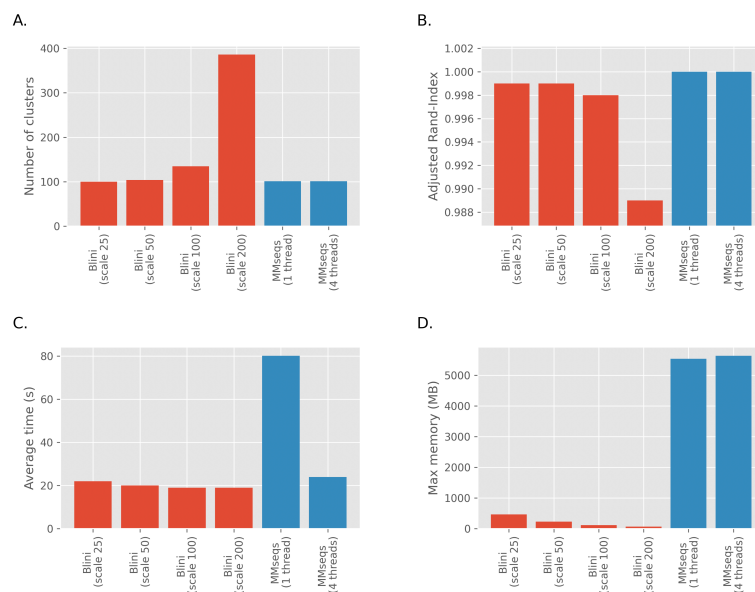 A.
Number of clusters
400
300
200
100
0
Blini
(scale 25)
Blini
(scale 50)
Blini
(scale 100)
Blini
(scale 200)
MMseqs
(1 thread)
MMseqs
(4 threads)
B.
Adjusted Rand-Index
1.002
1.000
0.998
0.996
0.994
0.992
0.990
0.988
Blini
(scale 25)
Blini
(scale 50)
Blini
(scale 100)
Blini
(scale 200)
MMseqs
(1 thread)
MMseqs
(4 threads)
C.
Average time (s)
80
60
40
20
0
Blini
(scale 25)
Blini
(scale 50)
Blini
(scale 100)
Blini
(scale 200)
MMseqs
(1 thread)
MMseqs
(4 threads)
D.
Max memory (MB)
5000
4000
3000
2000
1000
0
Blini
(scale 25)
Blini
(scale 50)
Blini
(scale 100)
Blini
(scale 200)
MMseqs
(1 thread)
MMseqs
(4 threads)